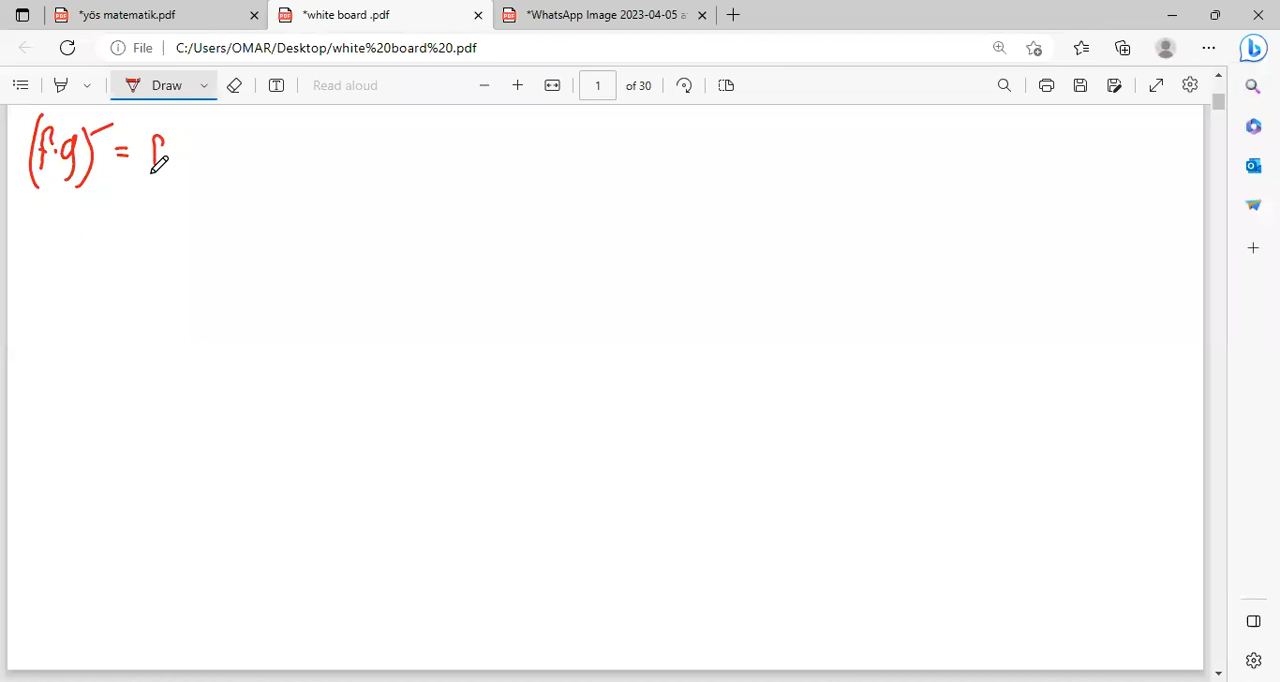 *yös matematik.pdf
*white board .pdf
*WhatsApp Image 2023-04-05 a
File
C:/Users/OMAR/Desktop/white%20board%20.pdf
Draw
Read aloud
1
of 30
(f.g)' =